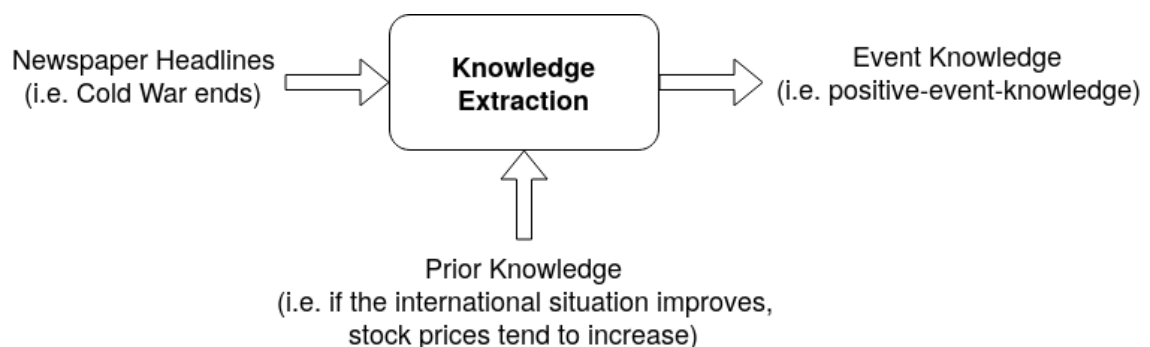 Newspaper Headlines
(i.e. Cold War ends)
Knowledge
Extraction
Event Knowledge
(i.e. positive-event-knowledge)
Prior Knowledge
(i.e. if the international situation improves,
stock prices tend to increase)